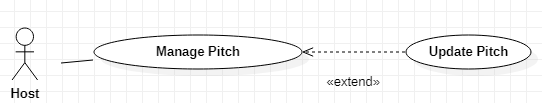 Manage Pitch
Update Pitch
«extend»
Host